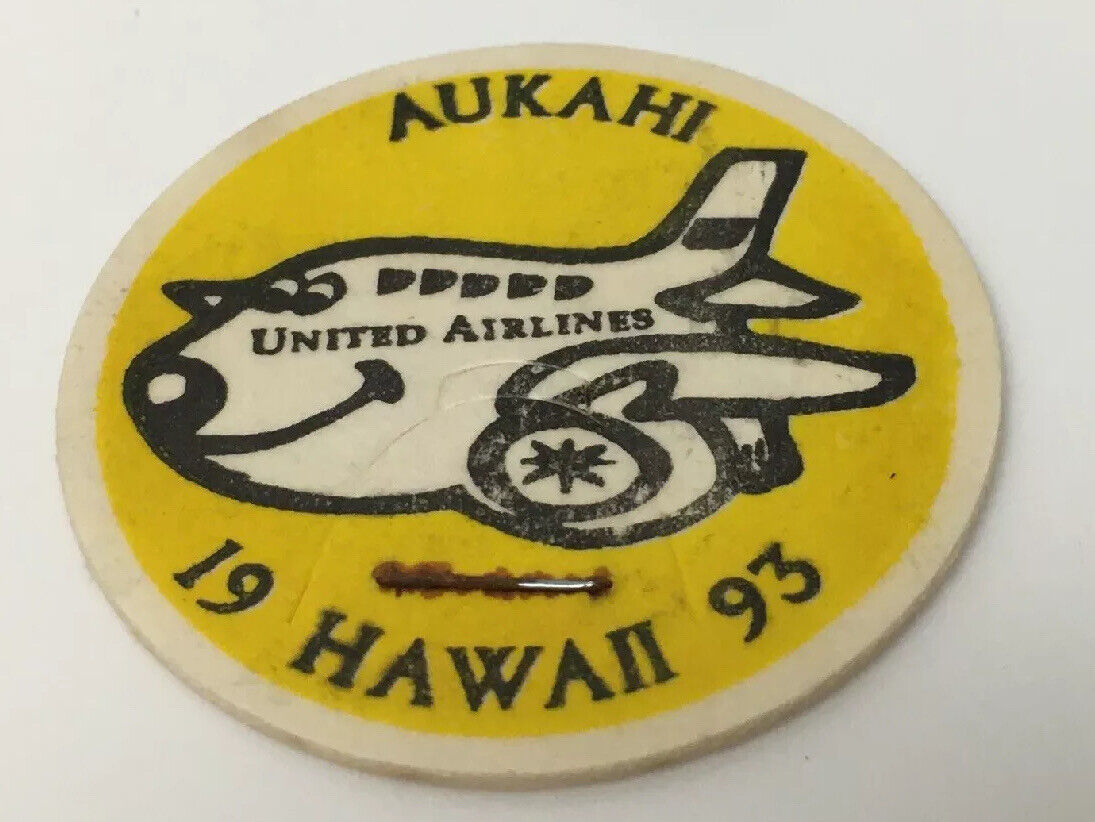 AUKAHI
UNITED AIRLINES
19 93
HAWAII